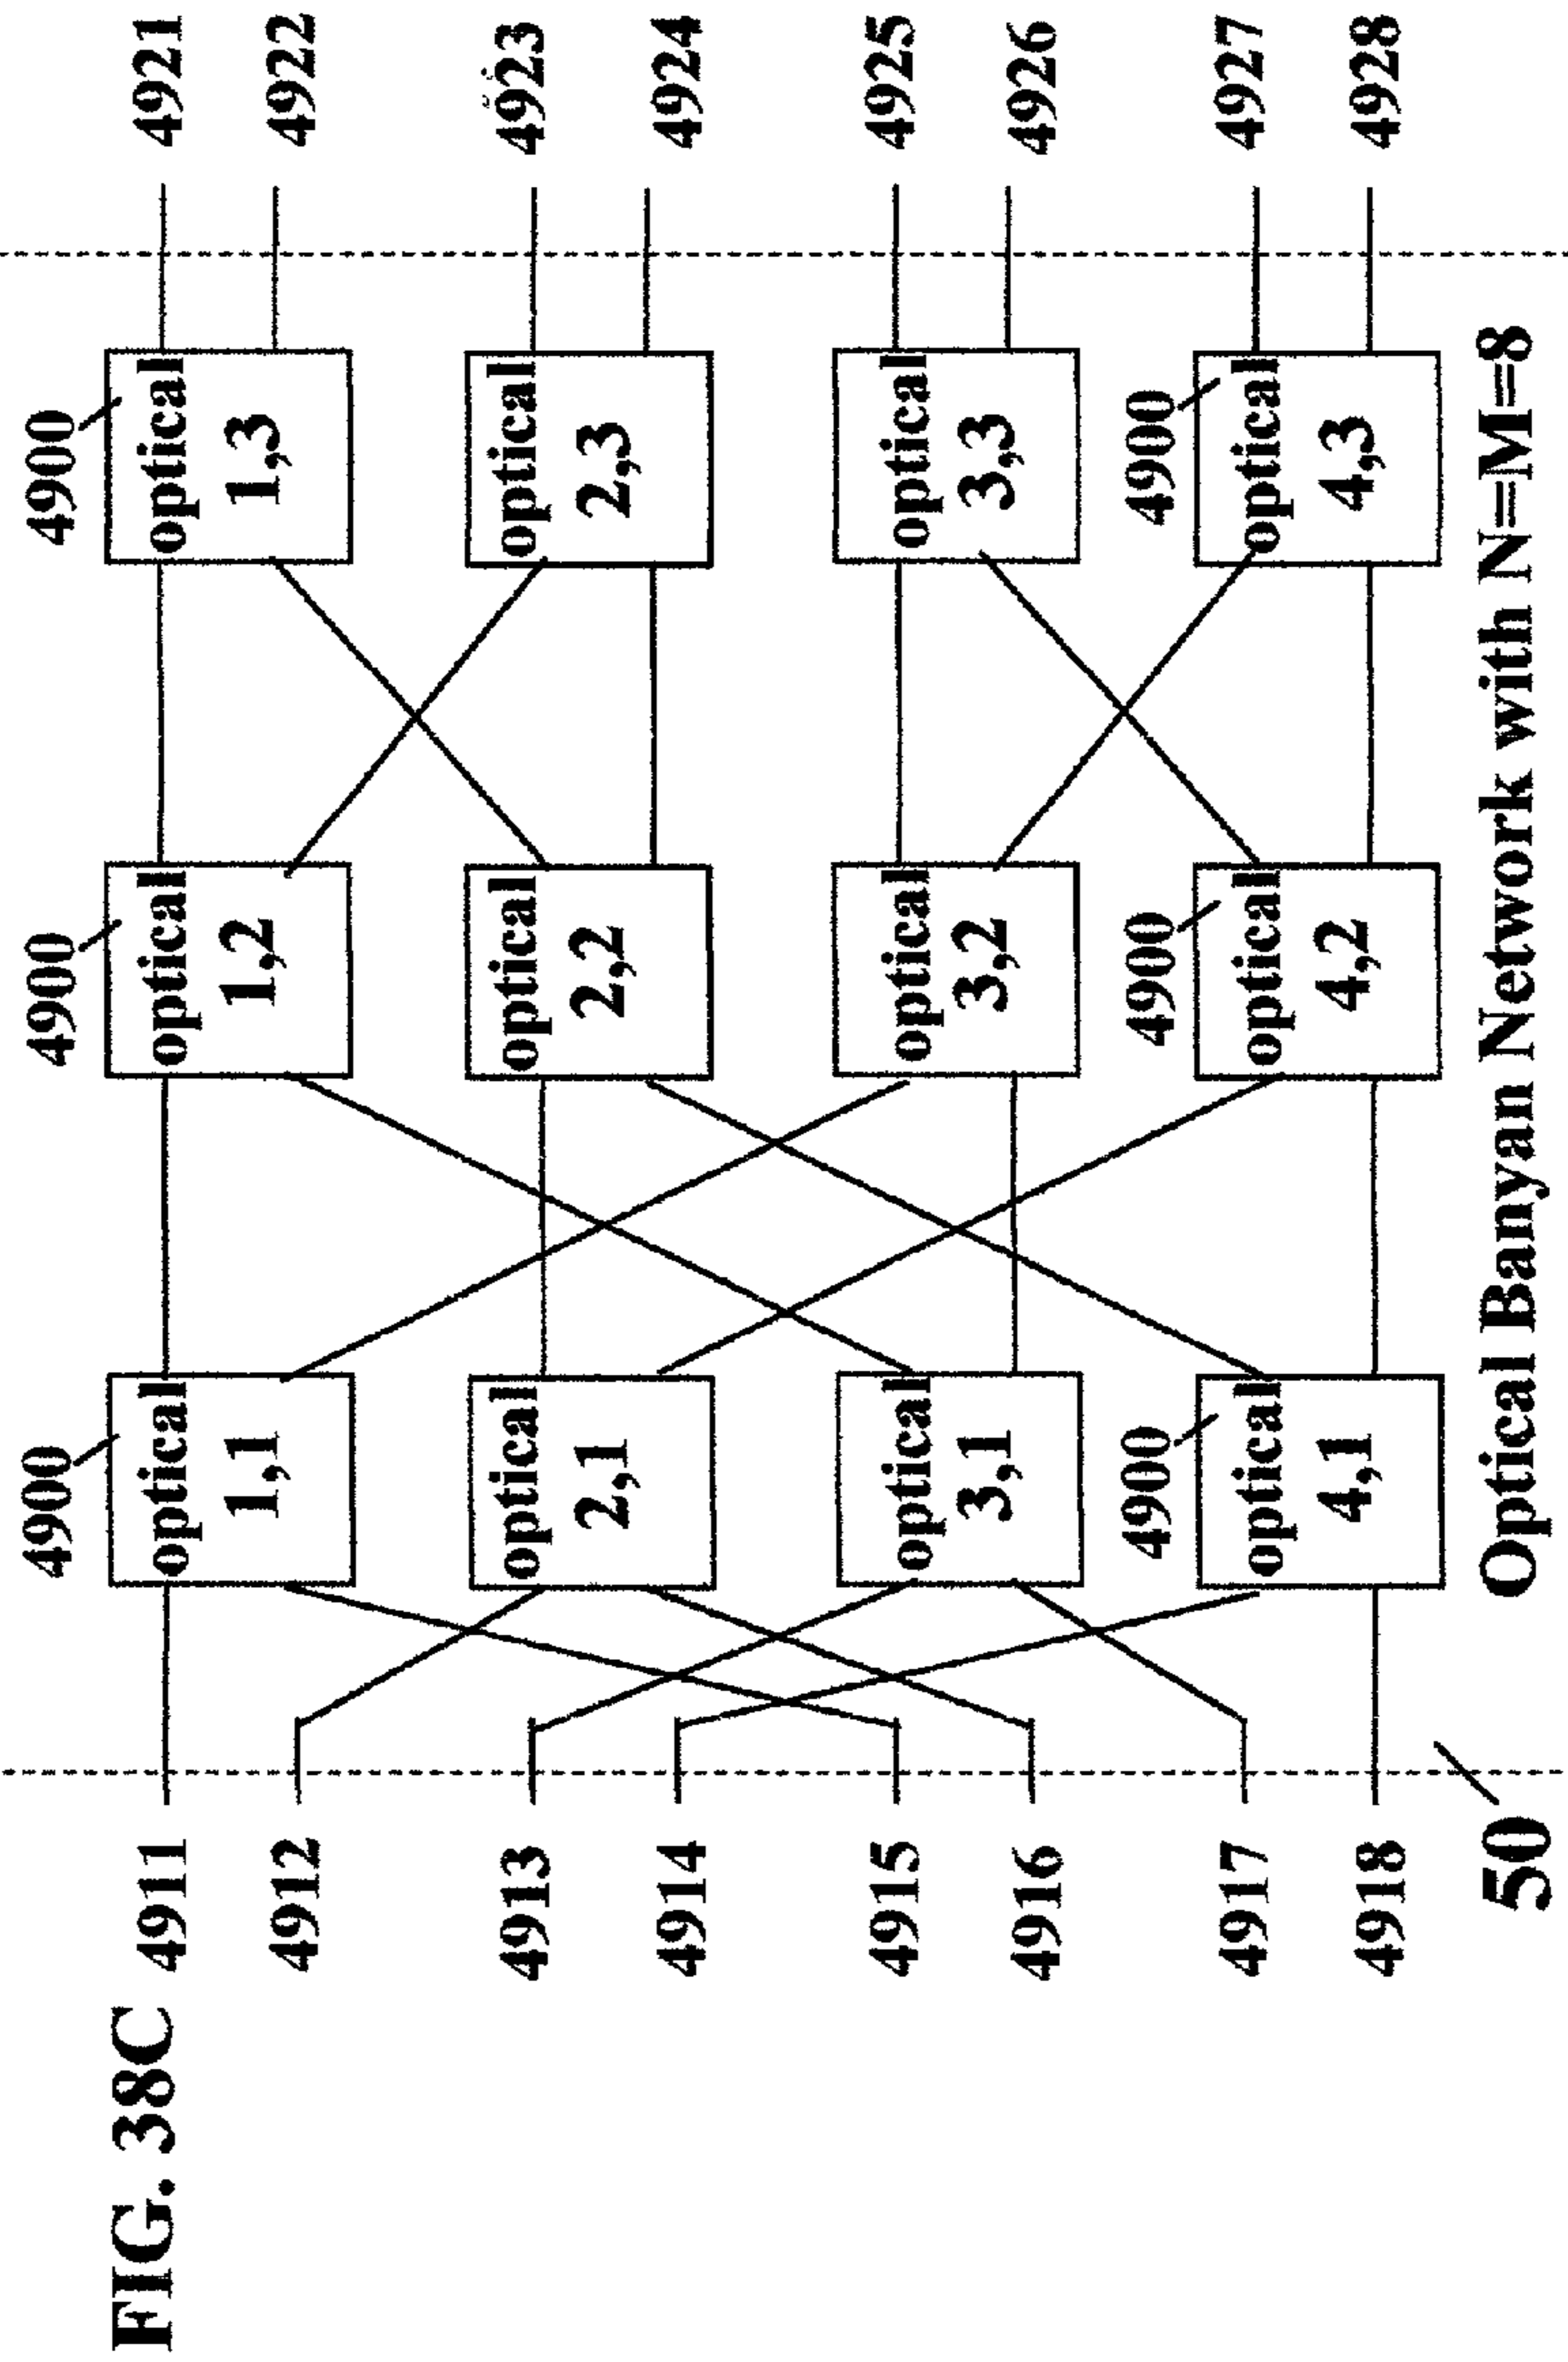 FIG. 38C
4911
4912
4913
4914
4915
4916
4917
4918
50
4900
optical
1,1
optical
2,1
optical
3,1
4900
optical
4,1
4900
optical
1,2
optical
2,2
optical
3,2
4900
optical
4,2
4900
optical
1,3
optical
2,3
optical
3,3
4900
optical
4,3
4921
4922
4923
4924
4925
4926
4927
4928
Optical Banyan Network with N=M=8